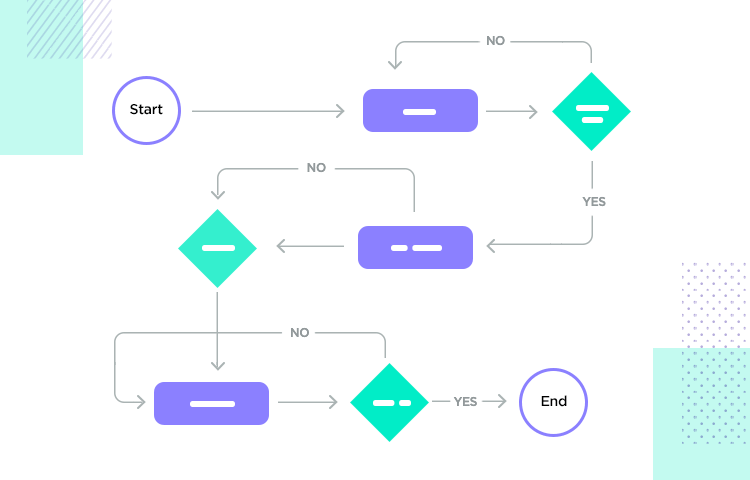 NO
Start
NO
YES
NO
YES
End